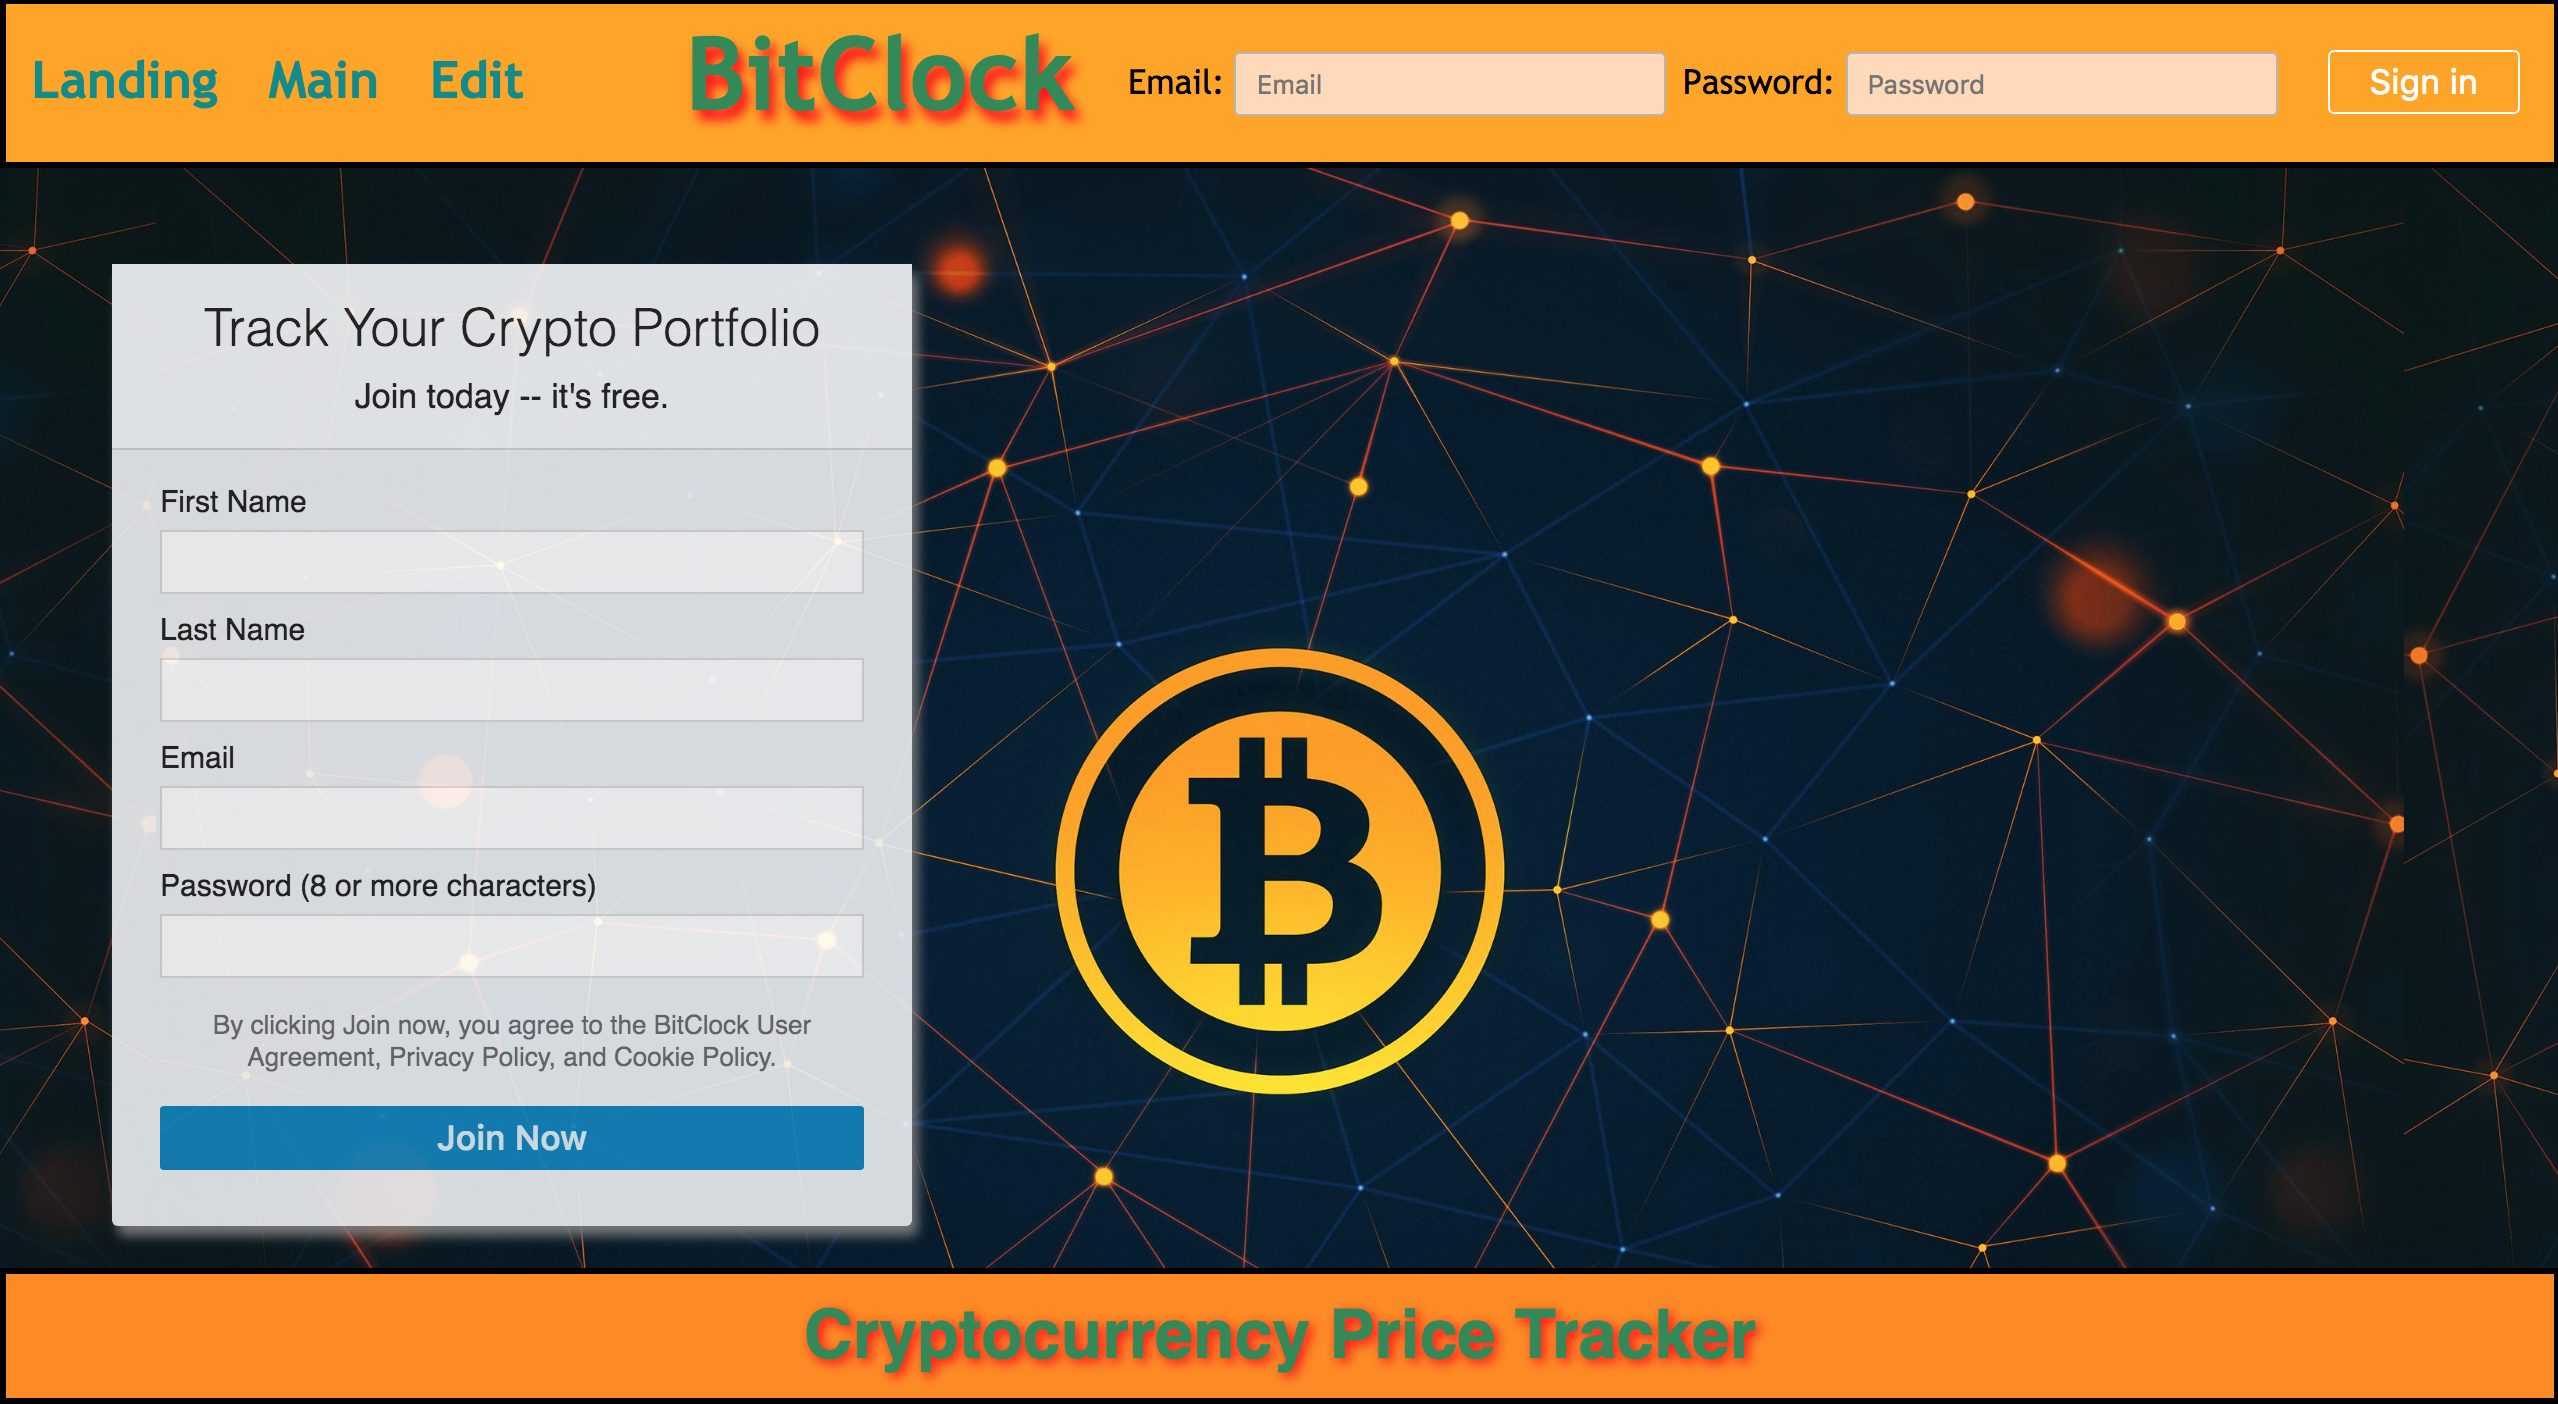 Landing Main Edit BitClock Email: Email Password: Password Sign in
Track Your Crypto Portfolio
Join today -- it's free.
First Name
Last Name
Email
Password (8 or more characters)
By clicking Join now, you agree to the BitClock User
Agreement, Privacy Policy, and Cookie Policy.
Join Now
Cryptocurrency Price Tracker